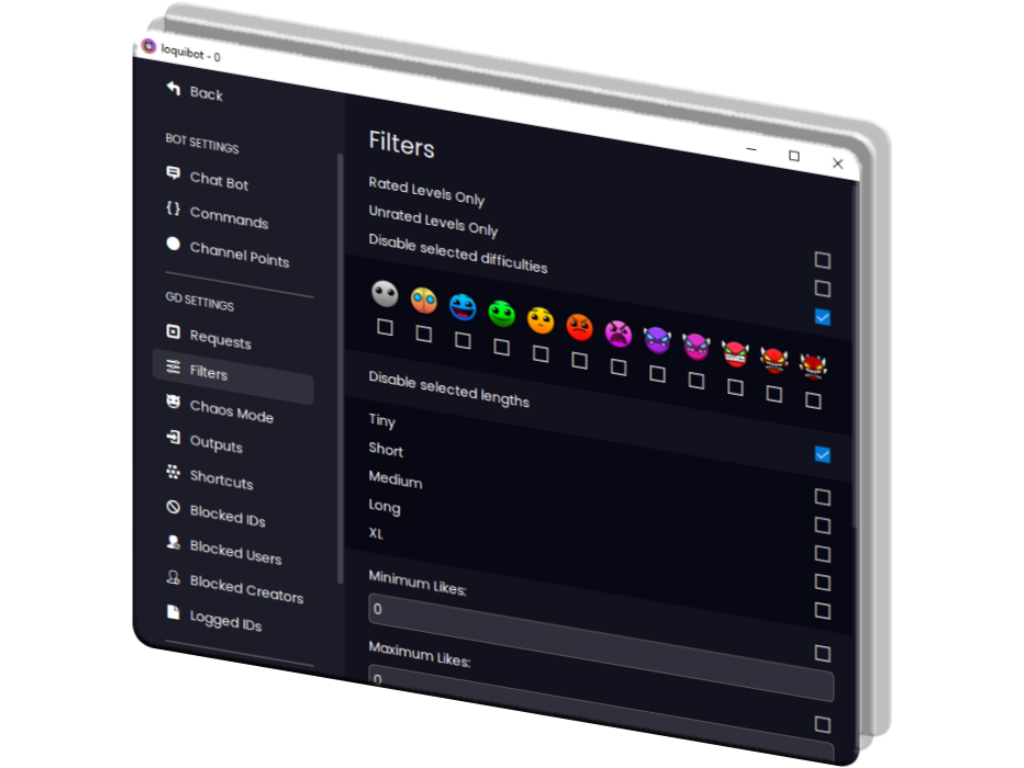 loquibot - 0
Back
BOT SETTINGS
Chat Bot
Commands
Channel Points
GD SETTINGS
Requests
Filters
Chaos Mode
Outputs
Shortcuts
Blocked IDs
Blocked Users
Blocked Creators
Logged IDs
Filters
Rated Levels Only
Unrated Levels Only
Disable selected difficulties
Disable selected lengths
Tiny
Short
Medium
Long
XL
Minimum Likes:
0
Maximum Likes:
0